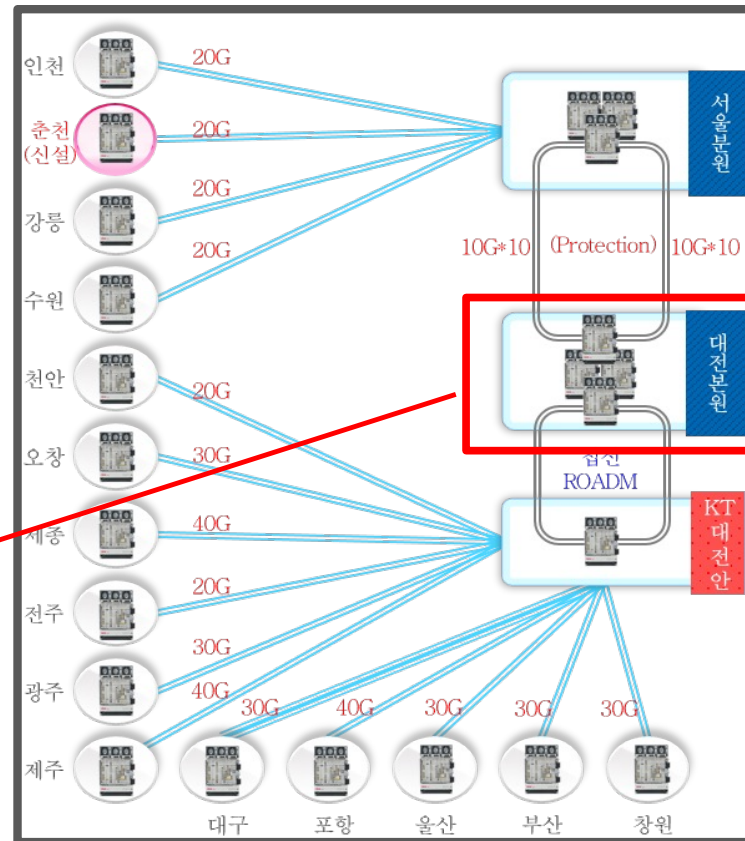 인천
20G
춘천
(신설)
20G
강릉
20G
수원
20G
서울분원
10G*10
(Protection)
10G*10
대전본원
천안
20G
오창
30G
ROADM
세종
40G
KT
대전안
전주
20G
광주
30G
제주
40G
30G
40G
30G
30G
30G
대구
포항
울산
부산
창원